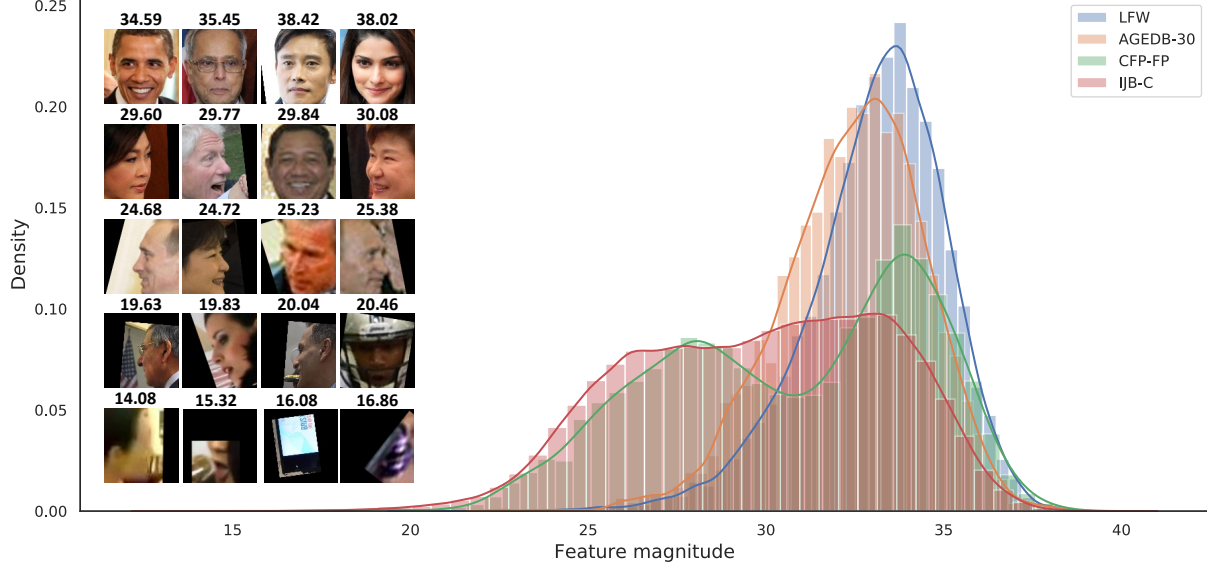 0.25
0.20
0.15
0.10
0.05
0.00
Density
34.59 35.45 38.42 38.02
29.60 29.77 29.84 30.08
24.68 24.72 25.23 25.38
19.63 19.83 20.04 20.46
14.08 15.32 16.08 16.86
LFW
AGEDB-30
CFP-FP
IJB-C
15 20 25 30 35 40
Feature magnitude